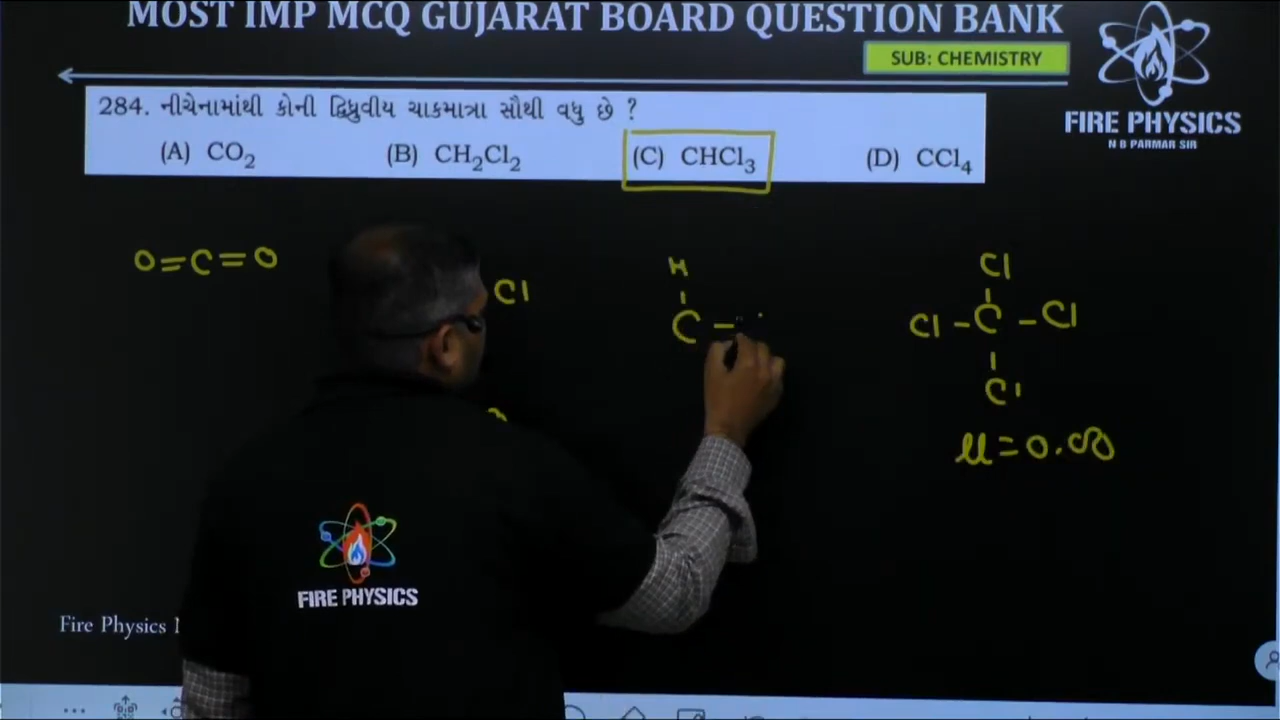 MOST IMP MCQ GUJARAT BOARD QUESTION BANK
SUB: CHEMISTRY
FIRE PHYSICS
N B PARMAR SIR
284. નીચેનામાંથી કોની દ્વિધ્રુવીય ચાકમાત્રા સૌથી વધુ છે ?
(A) CO₂ (B) CH₂Cl₂ (C) CHCl₃ (D) CCl₄
O=C=O
Cl
H
C –
Cl
Cl – C – Cl
Cl
μ = 0.00
FIRE PHYSICS
Fire Physics